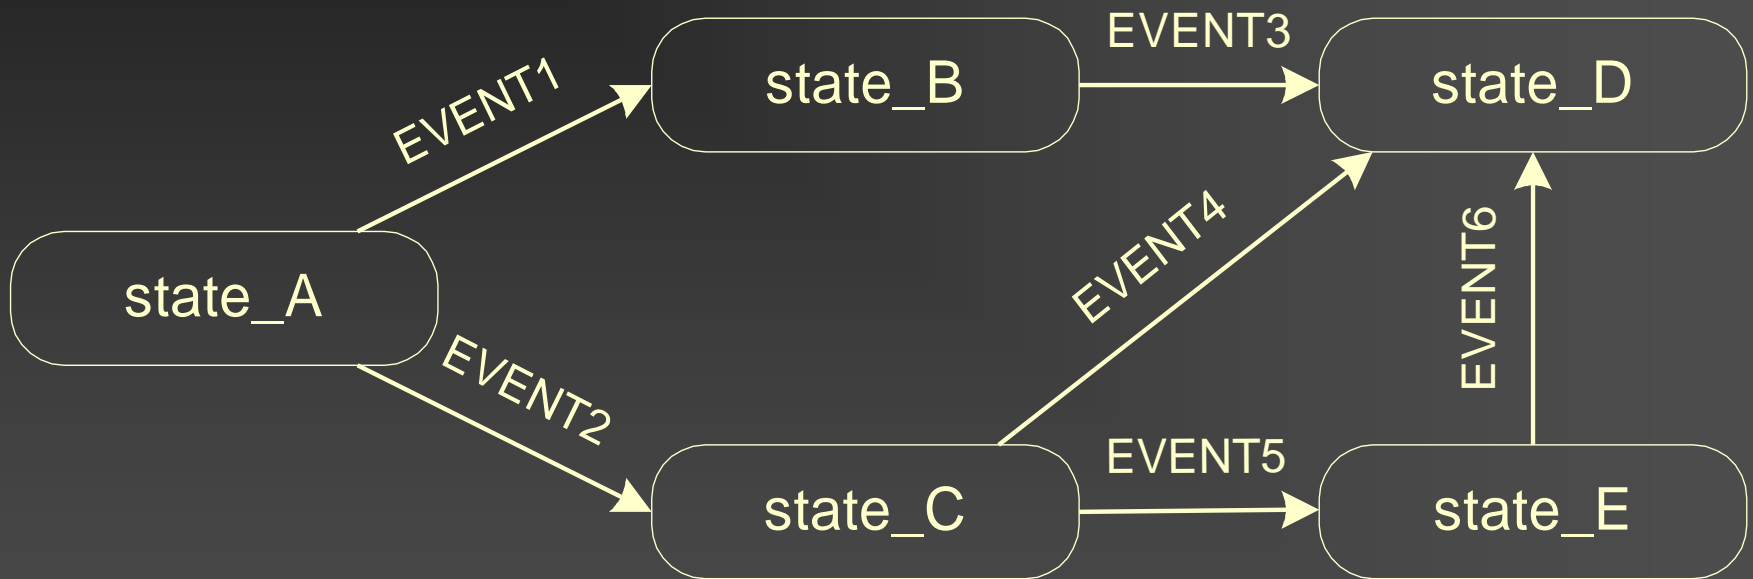 EVENT3
state_B
state_D
EVENT1
EVENT4
EVENT6
state_A
EVENT2
EVENT5
state_C
state_E